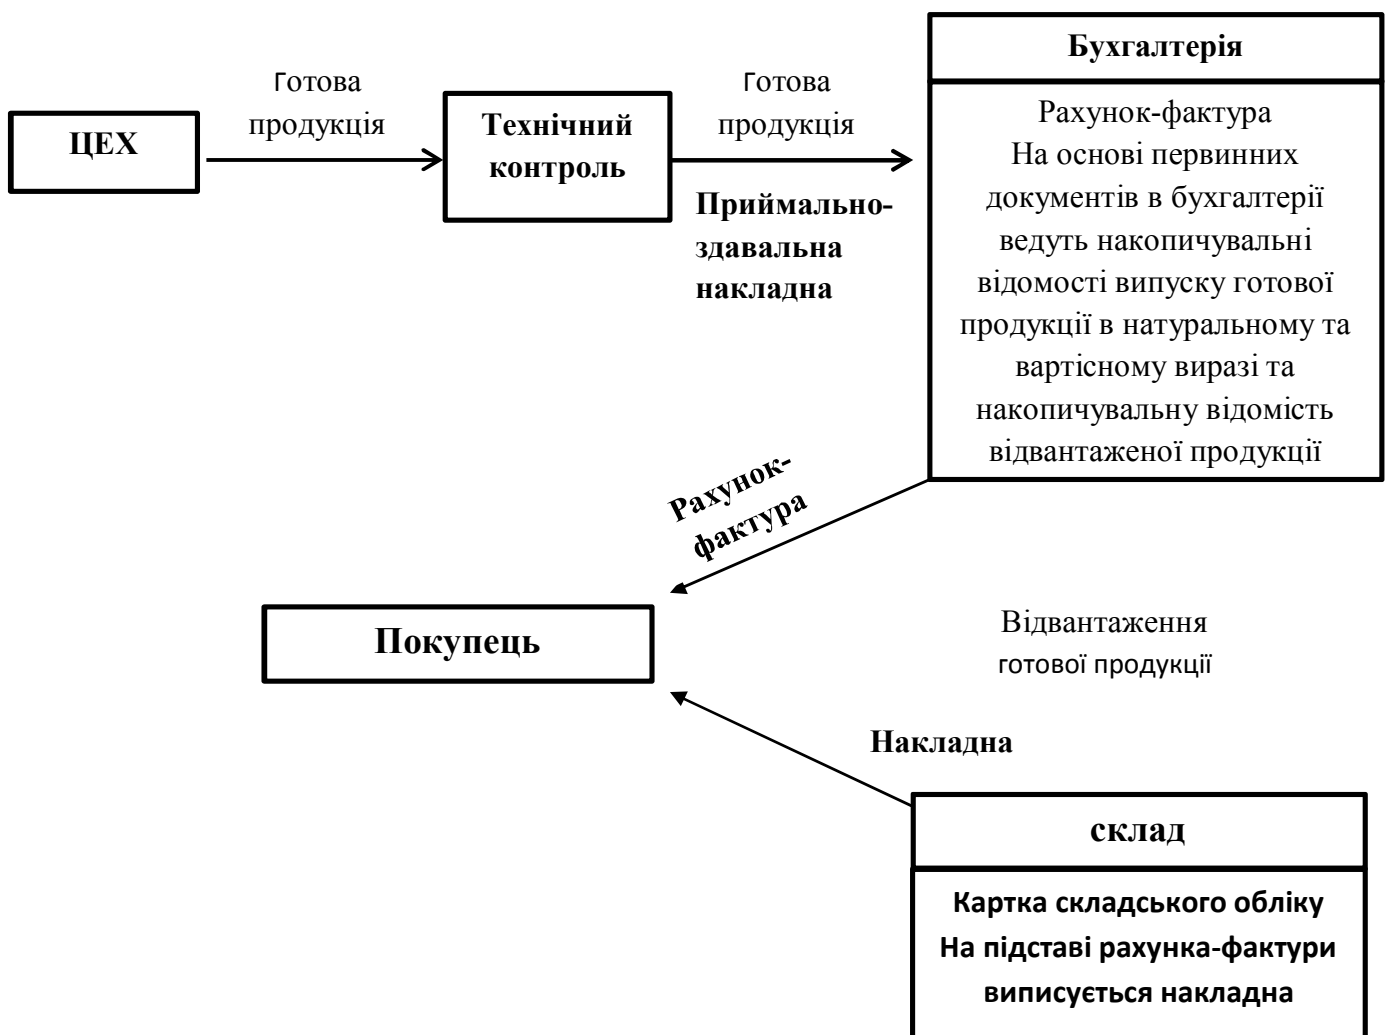 ЦЕХ
Готова
продукція
Технічний
контроль
Готова
продукція
Приймально-
здавальна
накладна
Бухгалтерія
Рахунок-фактура
На основі первинних
документів в бухгалтерії
ведуть накопичувальні
відомості випуску готової
продукції в натуральному та
вартісному виразі та
накопичувальну відомість
відвантаженої продукції
Рахунок-
фактура
Покупець
Відвантаження
готової продукції
Накладна
склад
Картка складського обліку
На підставі рахунка-фактури
виписується накладна